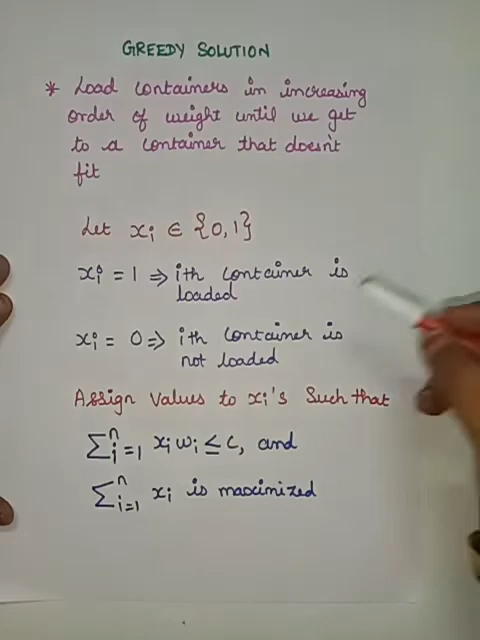 GREEDY SOLUTION
* Load containers in increasing
order of weight until we get
to a container that doesn't
fit
Let xᵢ ∈ {0,1}
xᵢ = 1 ⇒ ith container is
loaded
xᵢ = 0 ⇒ ith container is
not loaded
Assign values to xᵢ's Such that
∑ⁿᵢ₌₁ xᵢ wᵢ ≤ c, and
∑ⁿᵢ₌₁ xᵢ is maximized